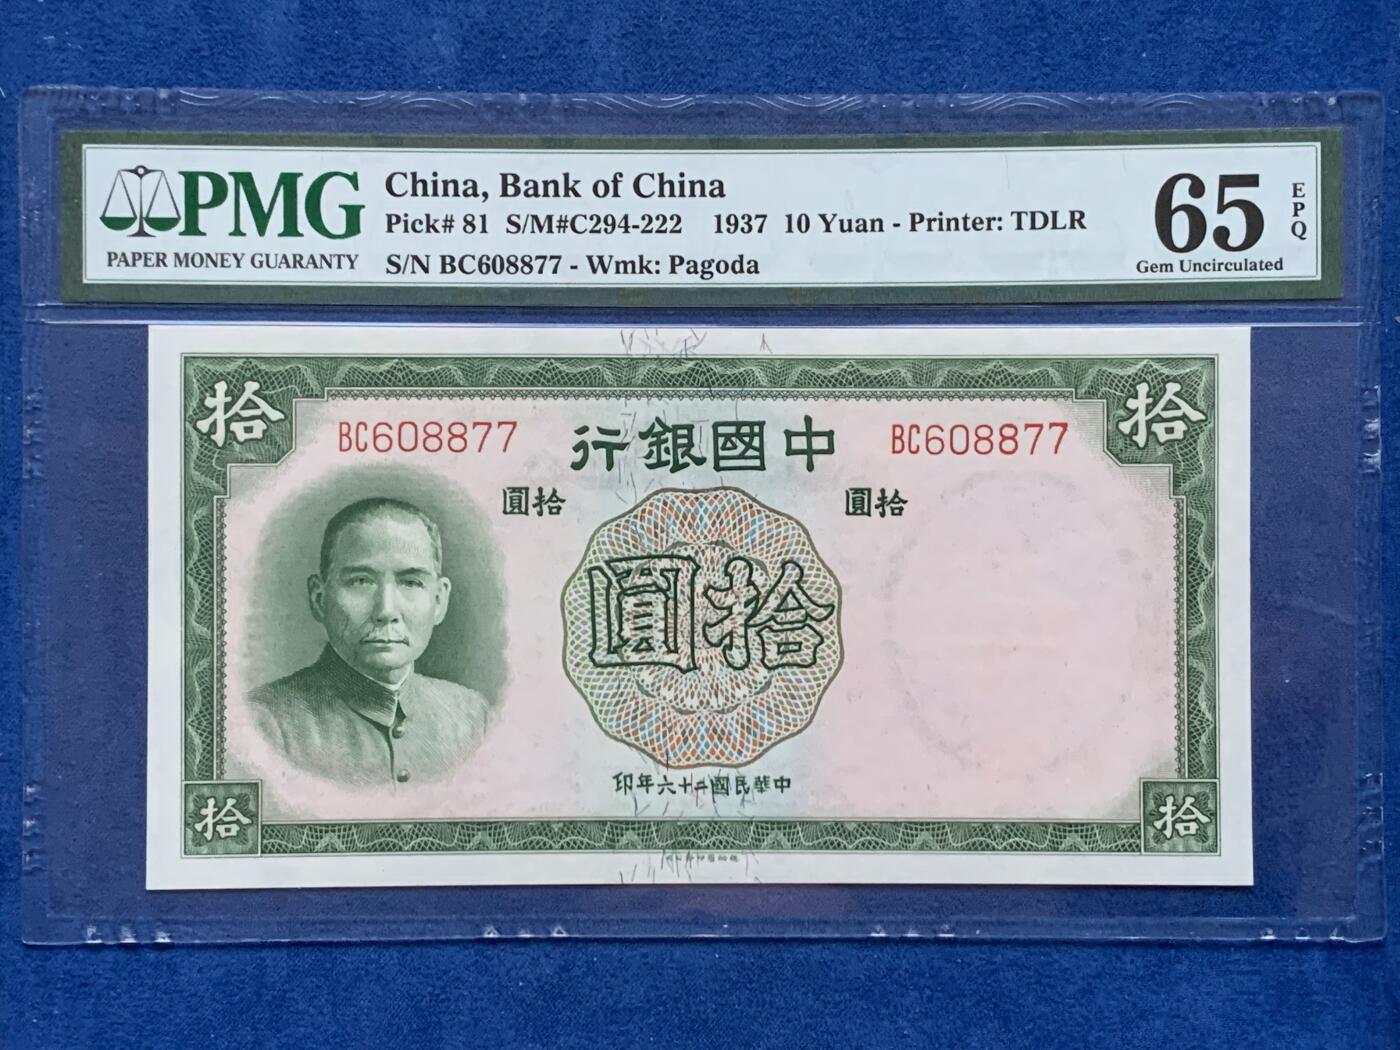 PMG
PAPER MONEY GUARANTY
China, Bank of China
Pick# 81 S/M#C294-222 1937 10 Yuan - Printer: TDLR
S/N BC608877 - Wmk: Pagoda
65
EPQ
Gem Uncirculated
拾
拾
BC608877
行銀國中
BC608877
圓拾
圓拾
圓拾
印年六十二國民華中
拾
拾